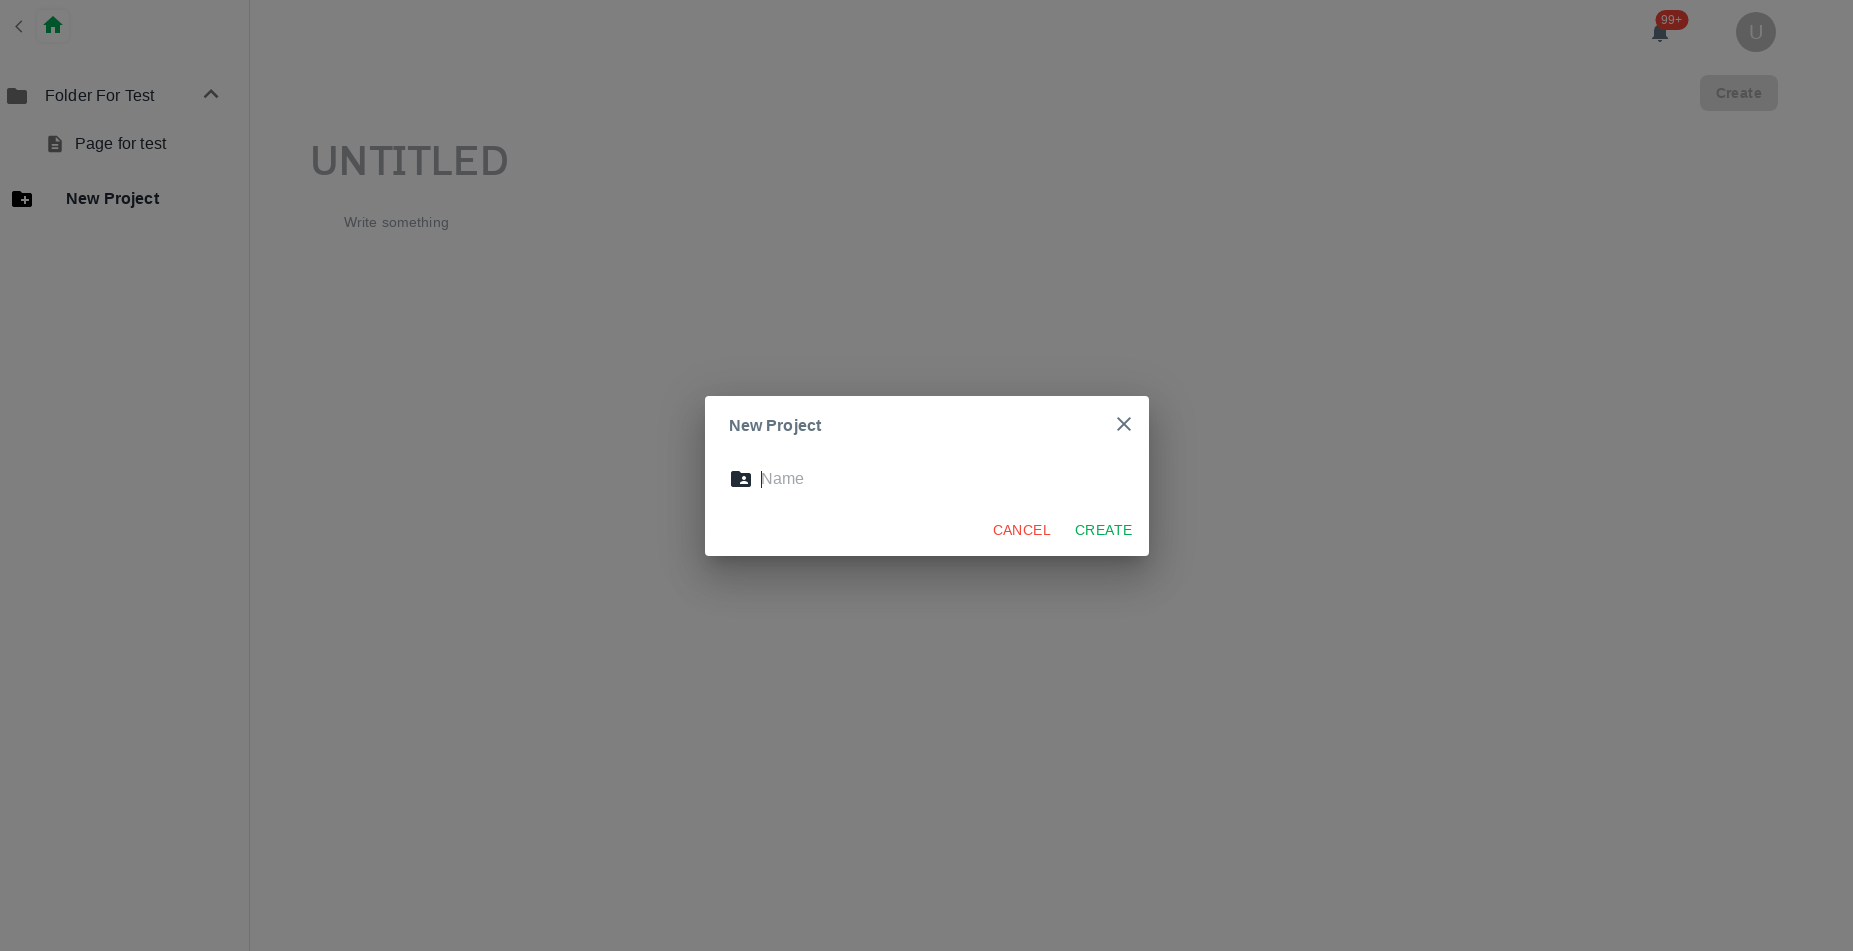 99+
U
Folder For Test
Create
Page for test
UNTITLED
New Project
Write something
New Project
Name
CANCEL
CREATE